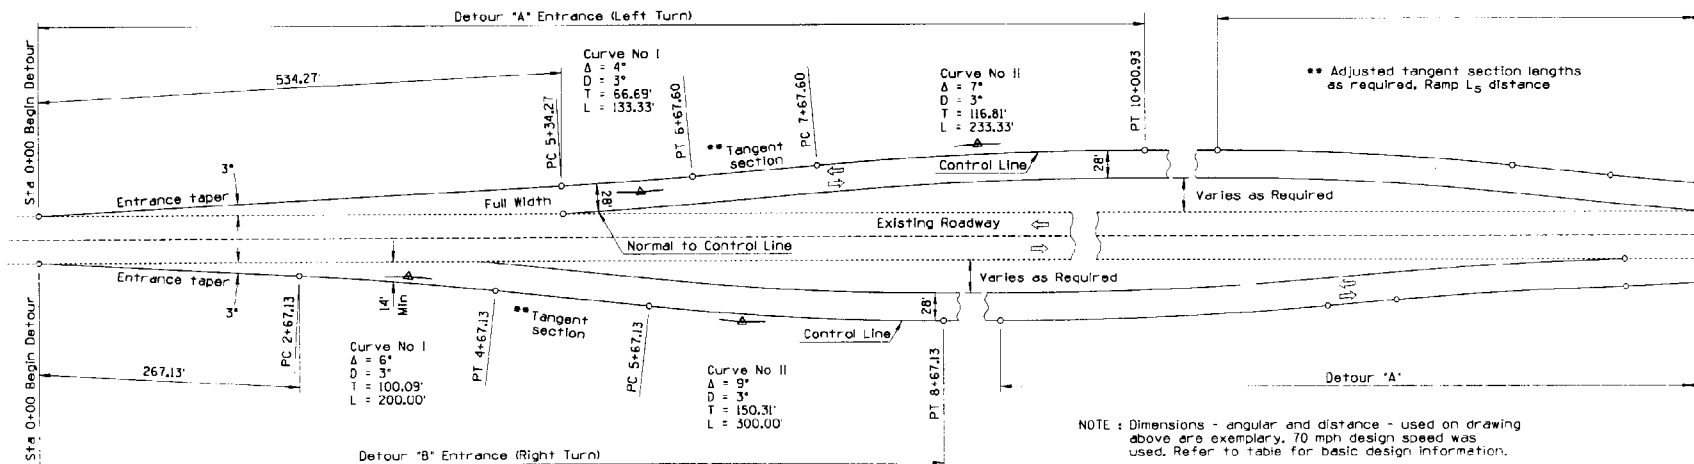 Detour "A" Entrance (Left Turn)
Sta 0+00 Begin Detour
534.27'
Curve No I
Δ = 4°
D = 3°
T = 66.69'
L = 133.33'
PC 5+34.27
PT 6+67.60
PC 7+67.60
Curve No II
Δ = 7°
D = 3°
T = 116.81'
L = 233.33'
PT 10+00.93
** Adjusted tangent section lengths
as required. Ramp L5 distance
** Tangent
section
Control Line
28'
3°
Entrance taper
Full Width
28'
Varies as Required
Existing Roadway
Normal to Control Line
Entrance taper
3°
14'
Min
Varies as Required
28'
** Tangent
section
Control Line
Sta 0+00 Begin Detour
267.13'
PC 2+67.13
PT 4+67.13
PC 5+67.13
PT 8+67.13
Curve No I
Δ = 6°
D = 3°
T = 100.09'
L = 200.00'
Curve No II
Δ = 9°
D = 3°
T = 150.31'
L = 300.00'
Detour "A"
Detour "B" Entrance (Right Turn)
NOTE : Dimensions - angular and distance - used on drawing
above are exemplary. 70 mph design speed was
used. Refer to table for basic design information.